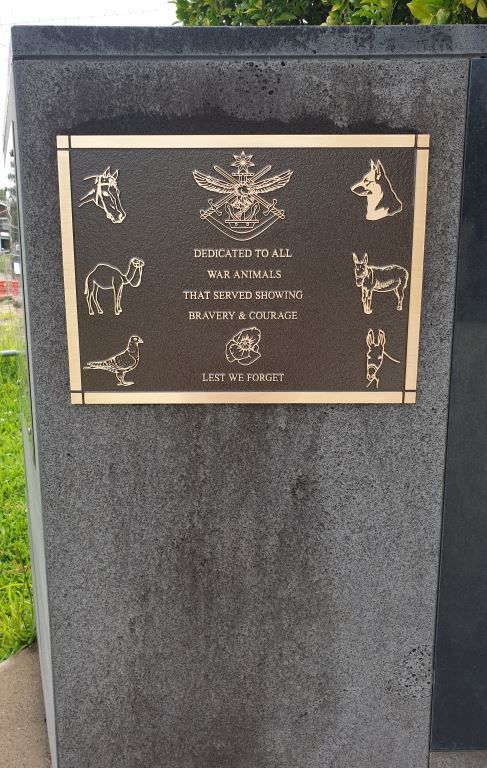 DEDICATED TO ALL
WAR ANIMALS
THAT SERVED SHOWING
BRAVERY & COURAGE
LEST WE FORGET